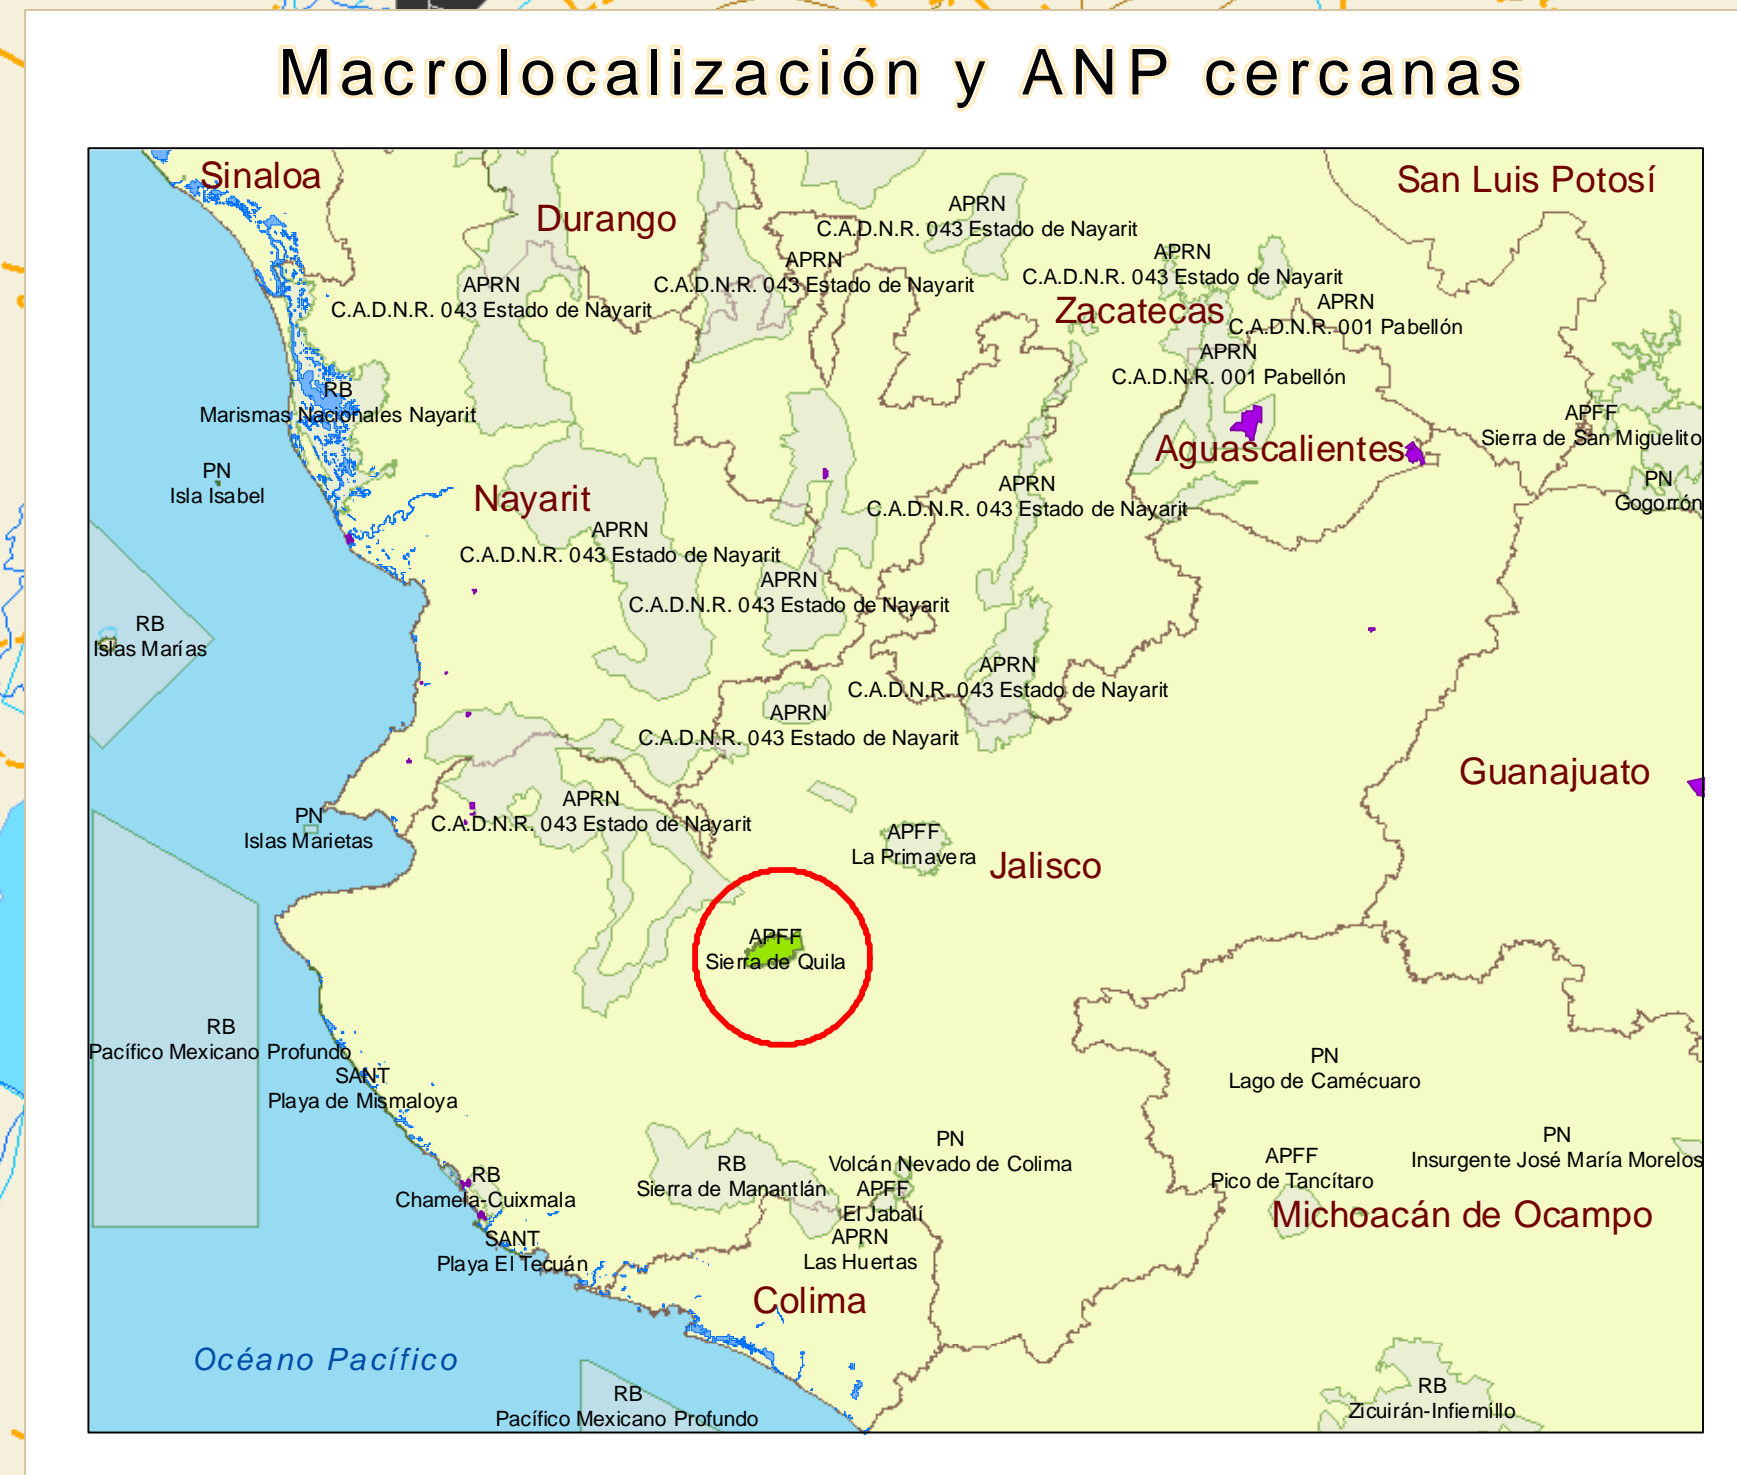 Macrolocalización y ANP cercanas
Sinaloa
San Luis Potosí
Durango
APRN
C.A.D.N.R. 043 Estado de Nayarit
APRN
C.A.D.N.R. 043 Estado de Nayarit
APRN
C.A.D.N.R. 043 Estado de Nayarit
APRN
C.A.D.N.R. 043 Estado de Nayarit
Zacatecas
APRN
C.A.D.N.R. 001 Pabellón
APRN
C.A.D.N.R. 001 Pabellón
RB
Marismas Nacionales Nayarit
APFF
Sierra de San Miguelito
Aguascalientes
PN
Isla Isabel
PN
Gogorrón
Nayarit
APRN
C.A.D.N.R. 043 Estado de Nayarit
APRN
C.A.D.N.R. 043 Estado de Nayarit
APRN
C.A.D.N.R. 043 Estado de Nayarit
RB
Islas Marías
APRN
C.A.D.N.R. 043 Estado de Nayarit
APRN
C.A.D.N.R. 043 Estado de Nayarit
Guanajuato
APRN
C.A.D.N.R. 043 Estado de Nayarit
PN
Islas Marietas
APFF
La Primavera
Jalisco
APFF
Sierra de Quila
RB
Pacífico Mexicano Profundo
SANT
Playa de Mismaloya
PN
Lago de Camécuaro
PN
Volcán Nevado de Colima
PN
Insurgente José María Morelos
RB
Sierra de Manantlán
APFF
Pico de Tancítaro
RB
Chamela-Cuixmala
APFF
El Jabalí
Michoacán de Ocampo
SANT
Playa El Tecuán
APRN
Las Huertas
Colima
Océano Pacífico
RB
Pacífico Mexicano Profundo
RB
Zicuirán-Infiernillo